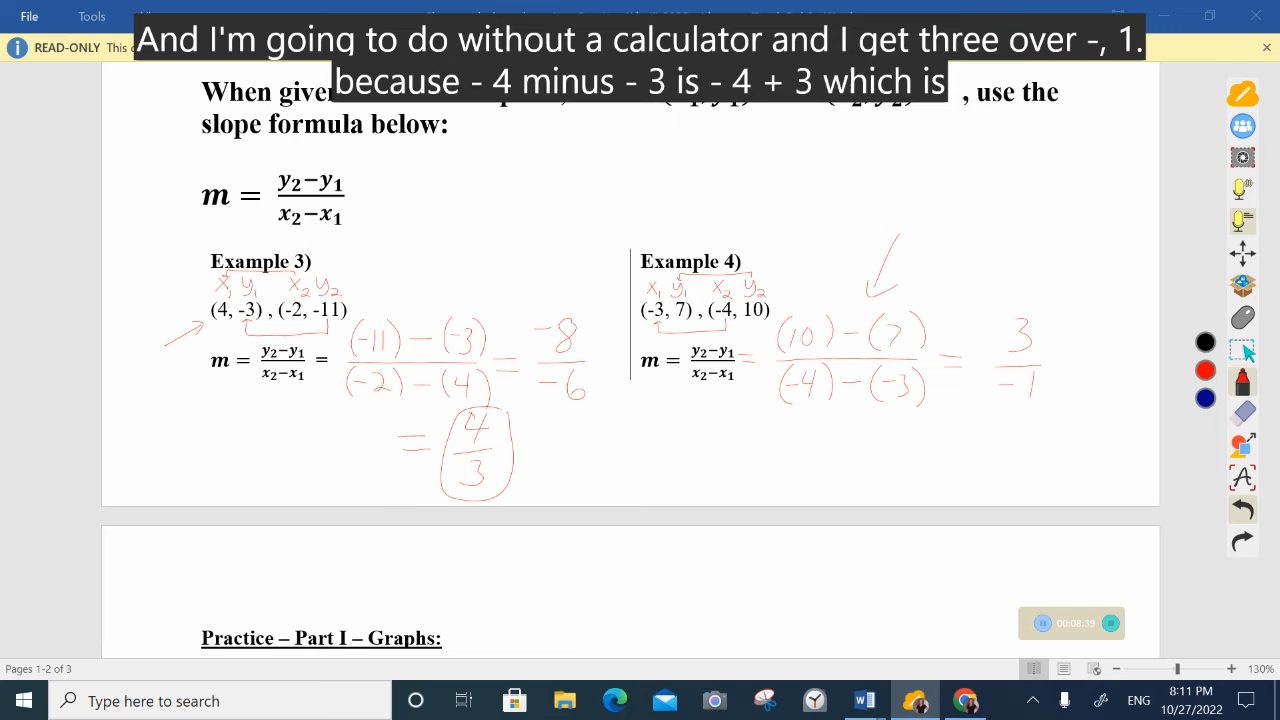 File Tools
And I'm going to do without a calculator and I get three over -, 1.
because - 4 minus - 3 is - 4 + 3 which is
READ-ONLY
When given , use the
slope formula below:
m = y₂−y₁ / x₂−x₁
Example 3) Example 4)
x₁ y₁ x₂ y₂ x₁ y₁ x₂ y₂
(4, -3) , (-2, -11) (-3, 7) , (-4, 10)
m = y₂−y₁ / x₂−x₁ = (-11) - (-3) / (-2) - (4) = -8 / -6 m = y₂−y₁ / x₂−x₁ = (10) - (7) / (-4) - (-3) = 3 / -1
= 4 / 3
Practice – Part I – Graphs:
00:08:39
Pages 1-2 of 3 130%
Type here to search ENG 8:11 PM
10/27/2022